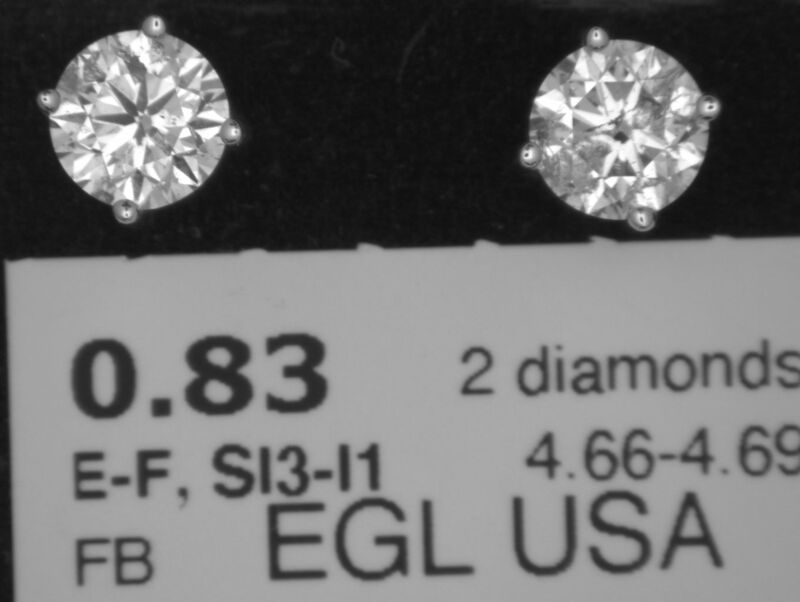 0.83 2 diamonds
E-F, SI3-I1 4.66-4.69
FB EGL USA